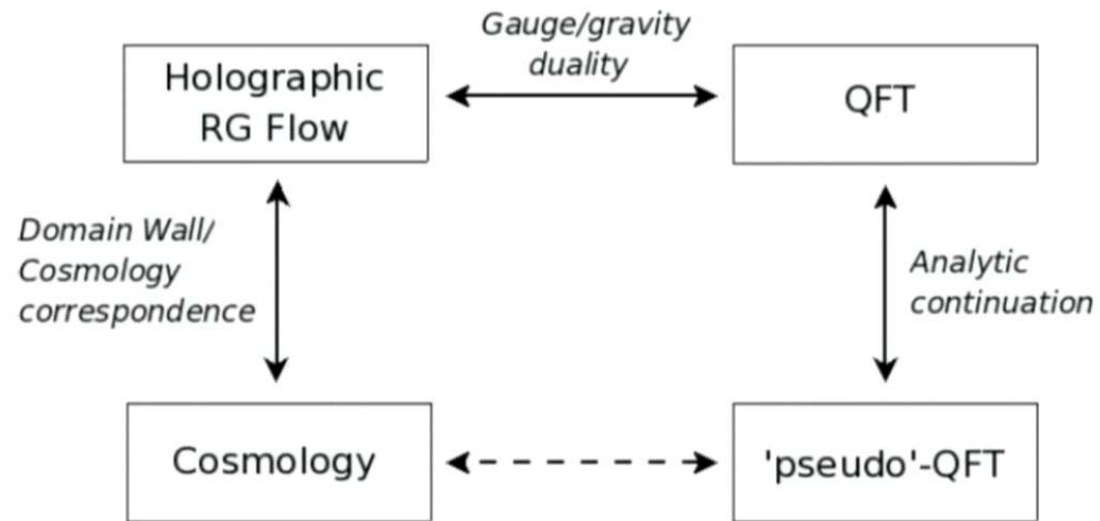 Gauge/gravity
duality
Holographic
RG Flow
QFT
Domain Wall/
Cosmology
correspondence
Analytic
continuation
Cosmology
'pseudo'-QFT